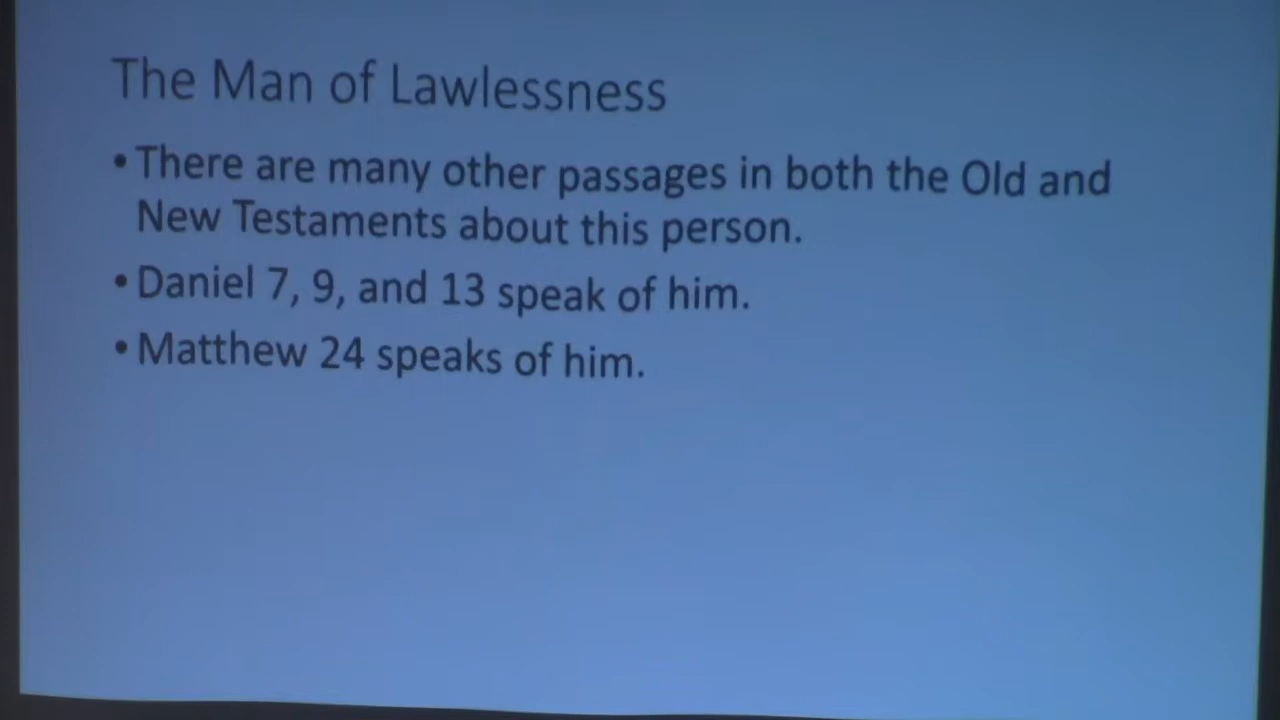 The Man of Lawlessness
• There are many other passages in both the Old and
New Testaments about this person.
• Daniel 7, 9, and 13 speak of him.
• Matthew 24 speaks of him.